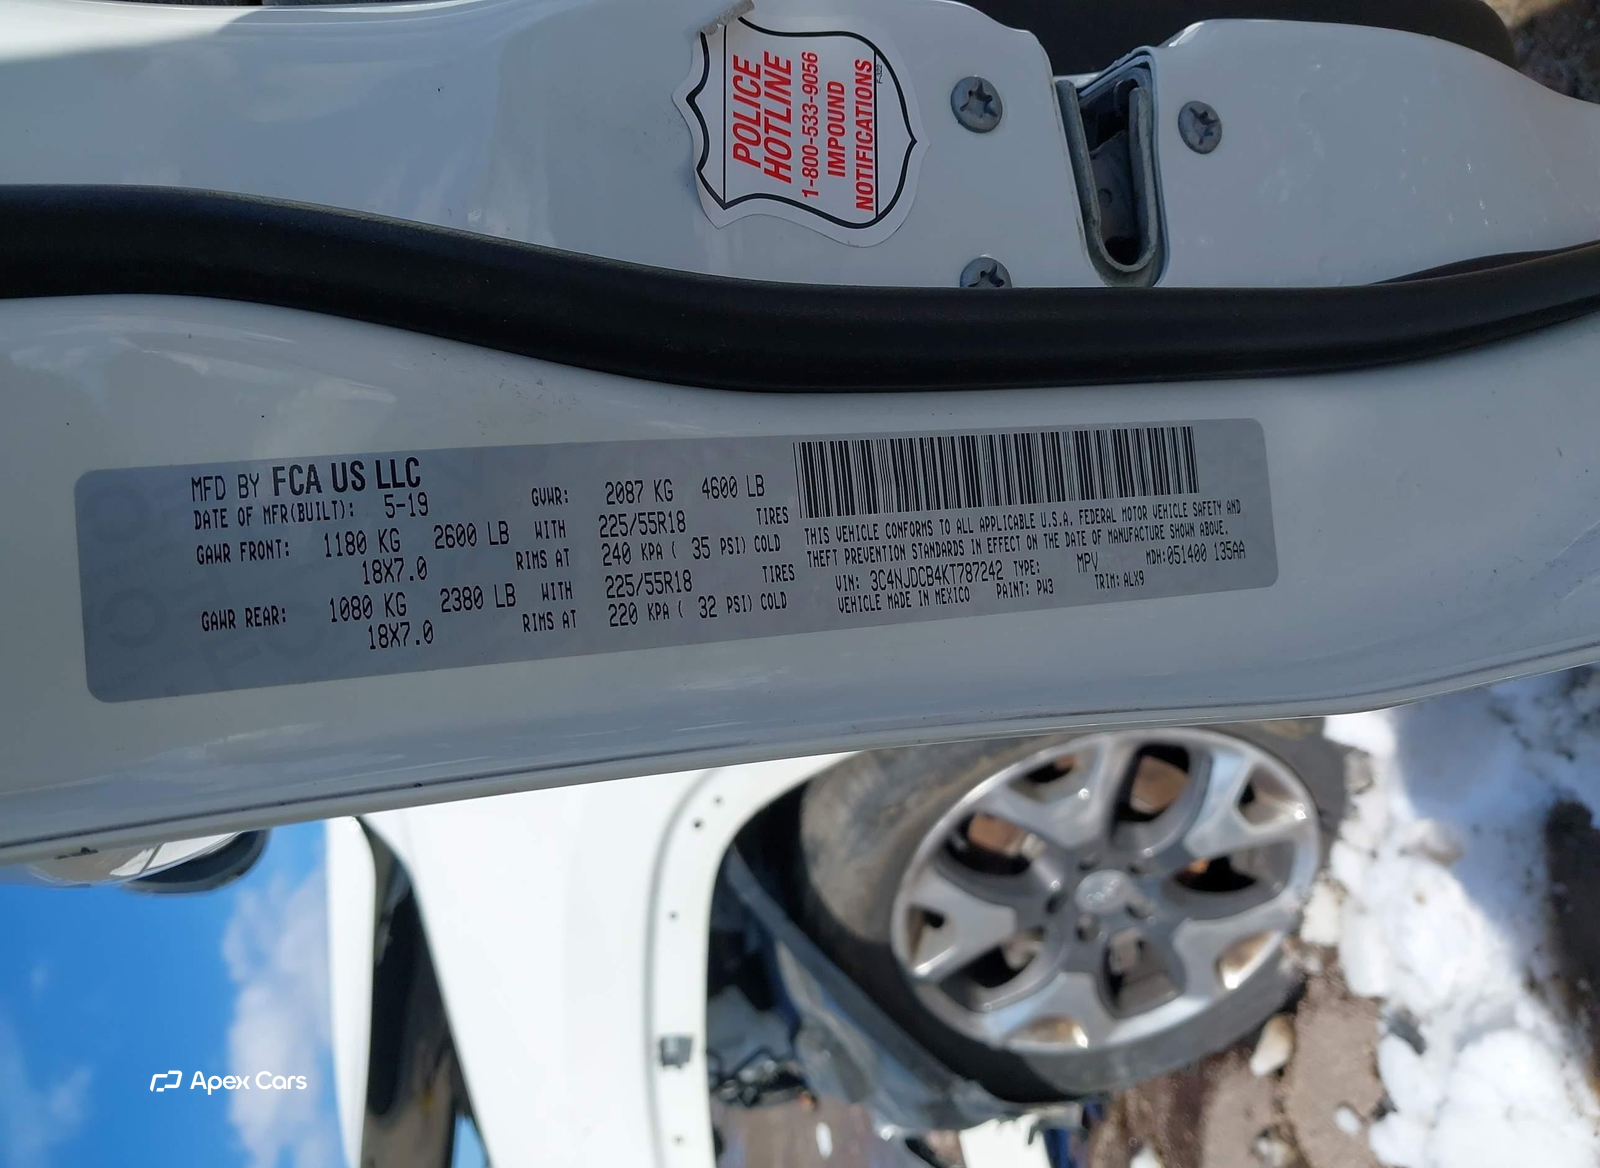 POLICE
HOTLINE
1-800-533-9056
IMPOUND
NOTIFICATIONS
MFD BY FCA US LLC
DATE OF MFR(BUILT): 5-19
GVWR: 2087 KG 4600 LB
GAWR FRONT: 1180 KG 2600 LB WITH 225/55R18 TIRES
18X7.0 RIMS AT 240 KPA ( 35 PSI) COLD
GAWR REAR: 1080 KG 2380 LB WITH 225/55R18 TIRES
18X7.0 RIMS AT 220 KPA ( 32 PSI) COLD
THIS VEHICLE CONFORMS TO ALL APPLICABLE U.S.A. FEDERAL MOTOR VEHICLE SAFETY AND
THEFT PREVENTION STANDARDS IN EFFECT ON THE DATE OF MANUFACTURE SHOWN ABOVE.
VIN: 3C4NJDCB4KT787242 TYPE: MPV MDH:051400 135AA
VEHICLE MADE IN MEXICO PAINT: PW3 TRIM: ALX9
Apex Cars